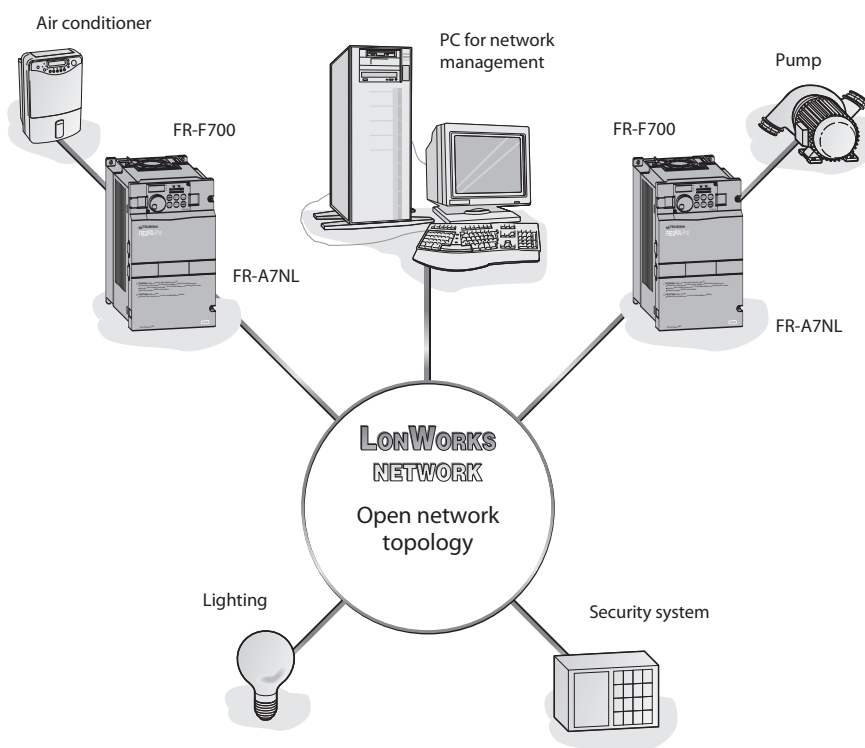 Air conditioner
PC for network
management
Pump
FR-F700
FR-F700
FR-A7NL
FR-A7NL
LONWORKS
NETWORK
Open network
topology
Lighting
Security system